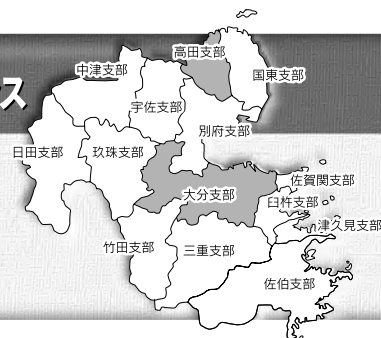 ス
高田支部
中津支部
国東支部
宇佐支部
別府支部
日田支部
玖珠支部
佐賀関支部
大分支部
臼杵支部
津久見支部
竹田支部
三重支部
佐伯支部